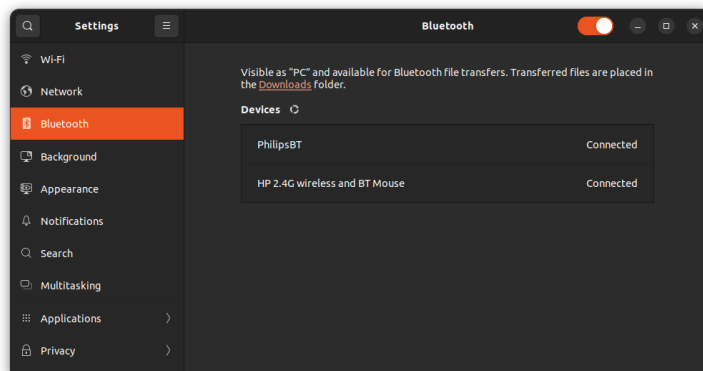 Settings
Bluetooth
Wi-Fi
Network
Bluetooth
Background
Appearance
Notifications
Search
Multitasking
Applications
Privacy
Visible as “PC” and available for Bluetooth file transfers. Transferred files are placed in
the Downloads folder.
Devices
PhilipsBT Connected
HP 2.4G wireless and BT Mouse Connected